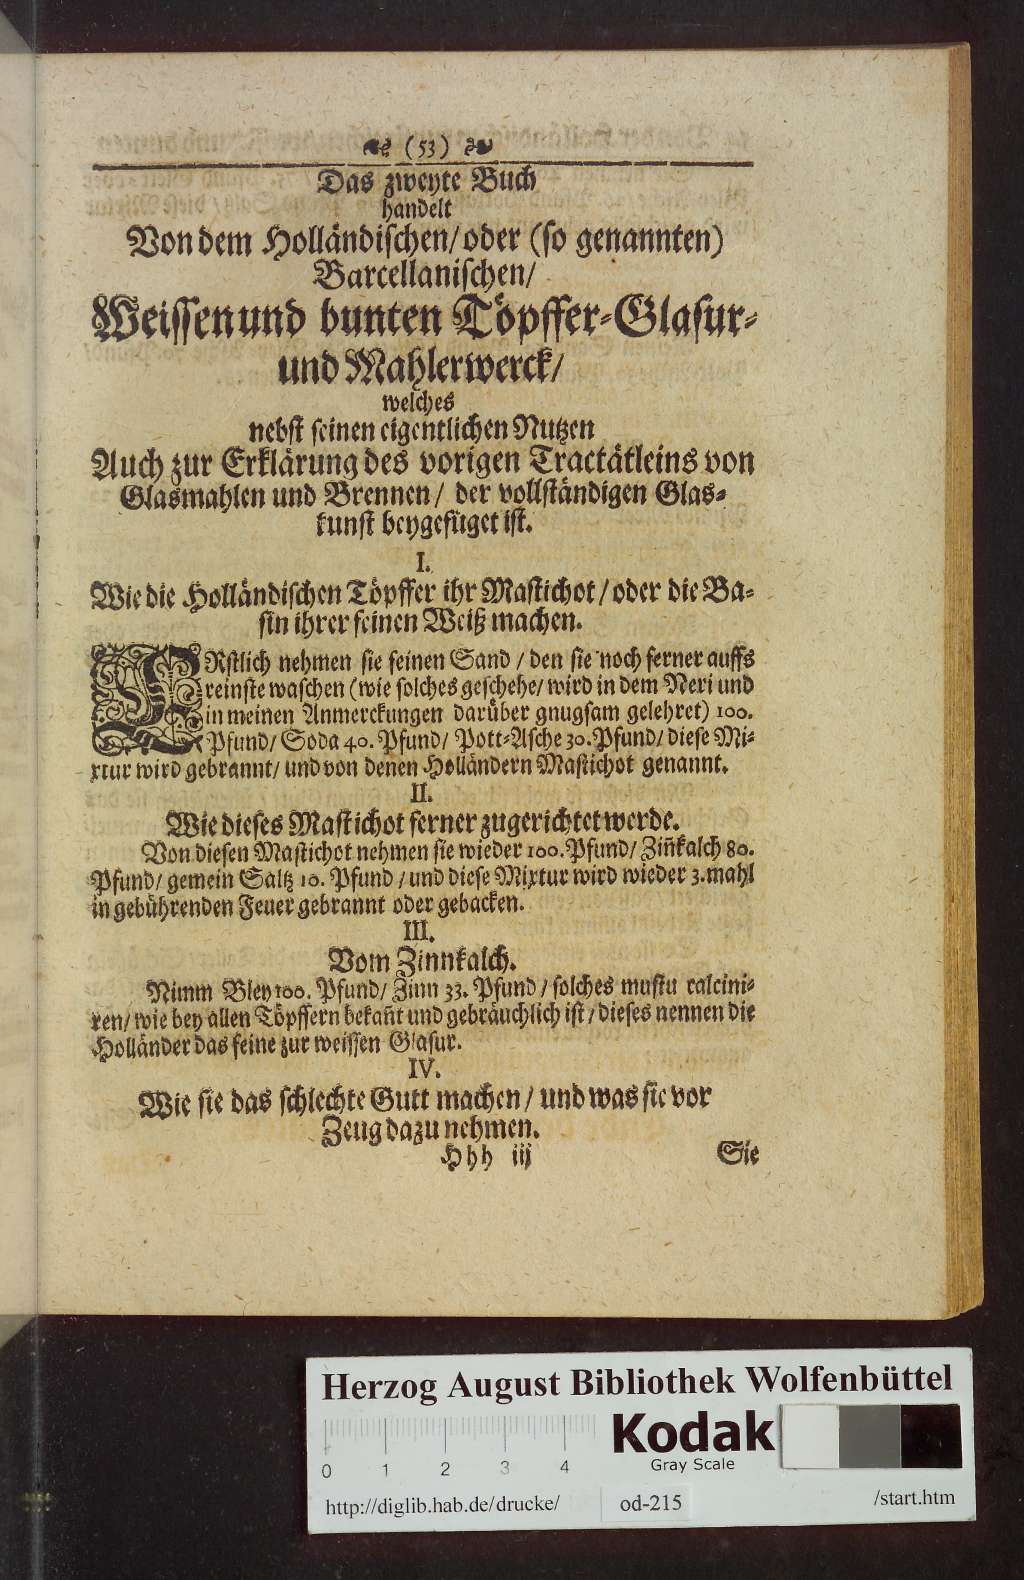 (53)
Das zweyte Buch
handelt
Von dem Holländischen/ oder (so genannten)
Barcellanischen/
Weissen und bunten Töpffer-Glasur-
und Mahlerwerck/
welches
nebst seinen eigentlichen Nutzen
Auch zur Erklärung des vorigen Tractätleins von
Glasmahlen und Brennen/ der vollständigen Glas-
kunst beygefüget ist.
I.
Wie die Holländischen Töpffer ihr Mastichot/ oder die Ba-
sin ihrer feinen Weiß machen.
ERstlich nehmen sie feinen Sand/ den sie noch ferner auffs
reinste waschen (wie solches geschehe/ wird in dem Neri und
in meinen Anmerckungen darüber gnugsam gelehret) 100.
Pfund/ Soda 40. Pfund/ Pott-Asche 30. Pfund/ diese Mi-
xtur wird gebrannt/ und von denen Holländern Mastichot genannt.
II.
Wie dieses Mastichot ferner zugerichtet werde.
Von diesen Mastichot nehmen sie wieder 100. Pfund/ Zin̄kalch 80.
Pfund/ gemein Saltz 10. Pfund/ und diese Mixtur wird wieder 3. mahl
in gebührenden Feuer gebrannt oder gebacken.
III.
Vom Zinnkalch.
Nimm Bley 100. Pfund/ Zinn 33. Pfund/ solches mustu calcini-
ren/ wie bey allen Töpffern bekan̄t und gebräuchlich ist/ dieses nennen die
Holländer das feine zur weissen Glasur.
IV.
Wie sie das schlechte Gutt machen/ und was sie vor
Zeug dazu nehmen.
Hhh iij Sie
Herzog August Bibliothek Wolfenbüttel
Kodak
Gray Scale
0 1 2 3 4
http://diglib.hab.de/drucke/ od-215 /start.htm